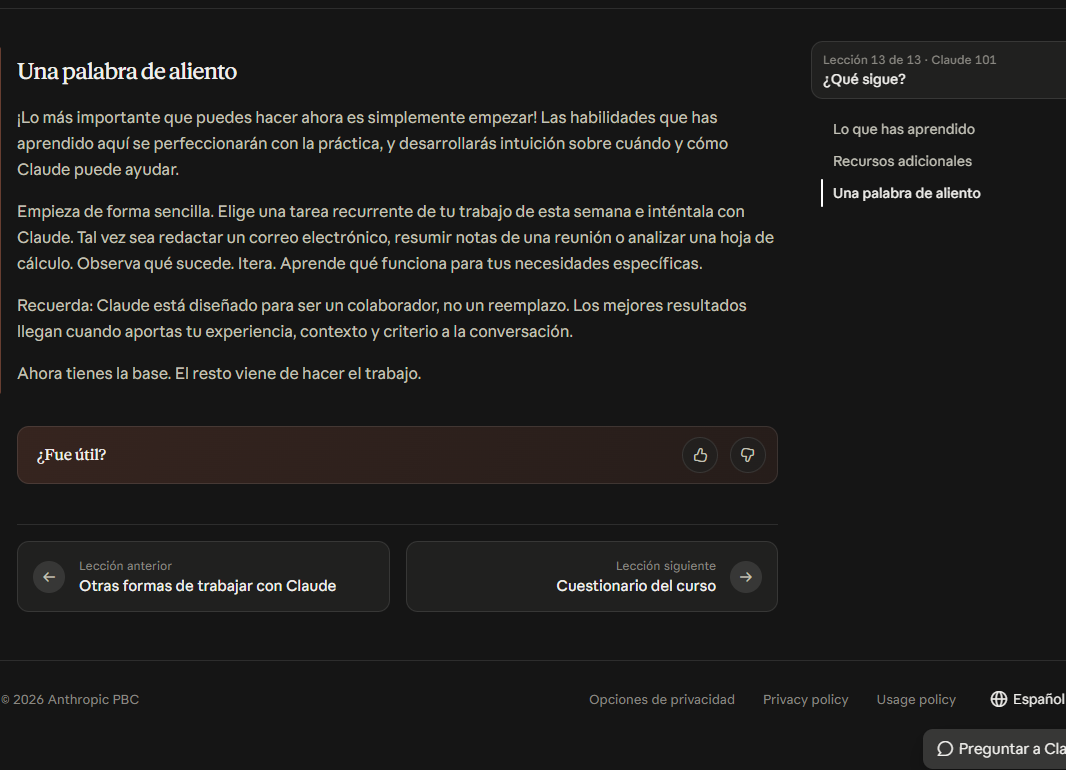 Una palabra de aliento
¡Lo más importante que puedes hacer ahora es simplemente empezar! Las habilidades que has
aprendido aquí se perfeccionarán con la práctica, y desarrollarás intuición sobre cuándo y cómo
Claude puede ayudar.
Empieza de forma sencilla. Elige una tarea recurrente de tu trabajo de esta semana e inténtala con
Claude. Tal vez sea redactar un correo electrónico, resumir notas de una reunión o analizar una hoja de
cálculo. Observa qué sucede. Itera. Aprende qué funciona para tus necesidades específicas.
Recuerda: Claude está diseñado para ser un colaborador, no un reemplazo. Los mejores resultados
llegan cuando aportas tu experiencia, contexto y criterio a la conversación.
Ahora tienes la base. El resto viene de hacer el trabajo.
¿Fue útil?
Lección anterior
Otras formas de trabajar con Claude
Lección siguiente
Cuestionario del curso
Lección 13 de 13 · Claude 101
¿Qué sigue?
Lo que has aprendido
Recursos adicionales
Una palabra de aliento
© 2026 Anthropic PBC
Opciones de privacidad
Privacy policy
Usage policy
Español
Preguntar a Cla